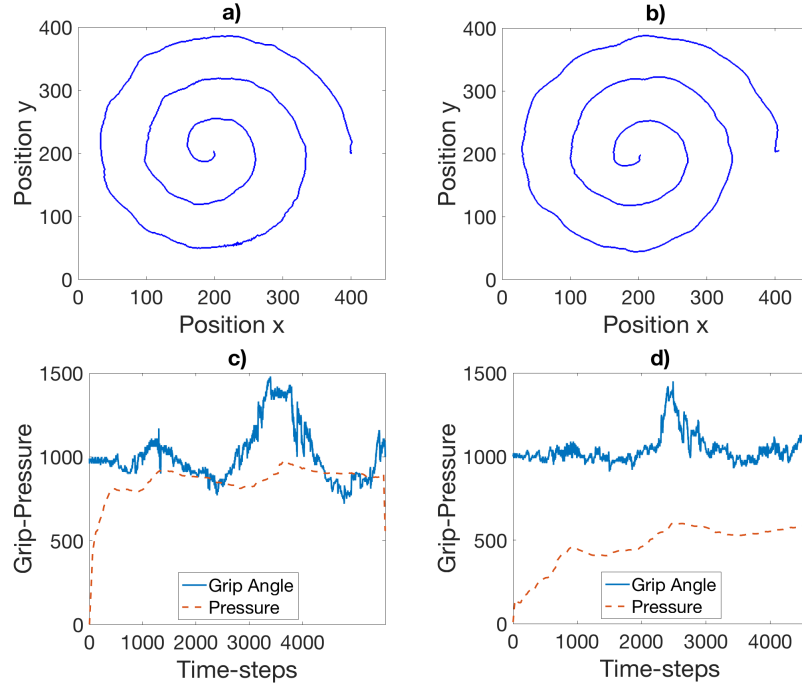 a)
400
300
200
100
0
Position y
0 100 200 300 400
Position x
b)
400
300
200
100
0
Position y
0 100 200 300 400
Position x
c)
1500
1000
500
0
Grip-Pressure
Grip Angle
Pressure
0 1000 2000 3000 4000
Time-steps
d)
1500
1000
500
0
Grip-Pressure
Grip Angle
Pressure
0 1000 2000 3000 4000
Time-steps